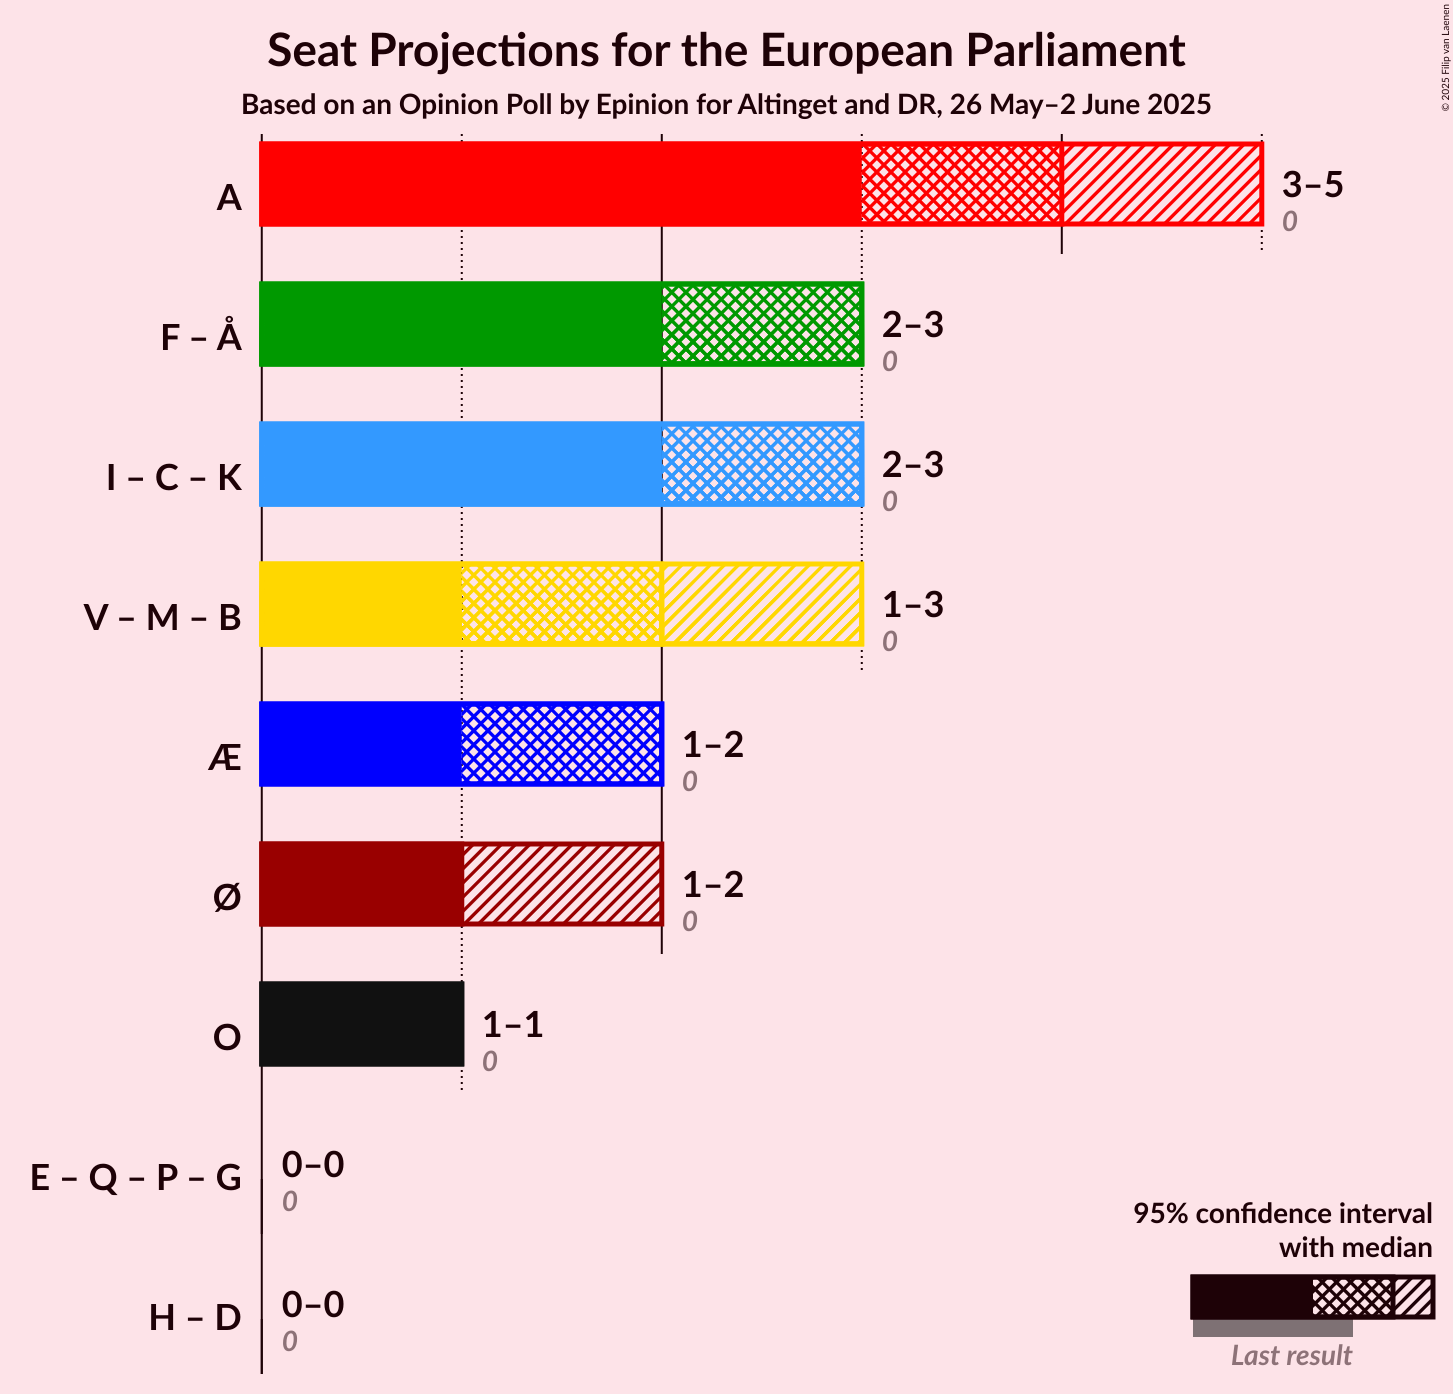 Seat Projections for the European Parliament
Based on an Opinion Poll by Epinion for Altinget and DR, 26 May–2 June 2025
© 2025 Filip van Laenen
A
3–5
0
F – Å
2–3
0
I – C – K
2–3
0
V – M – B
1–3
0
Æ
1–2
0
Ø
1–2
0
O
1–1
0
E – Q – P – G
0–0
0
H – D
0–0
0
95% confidence interval
with median
Last result